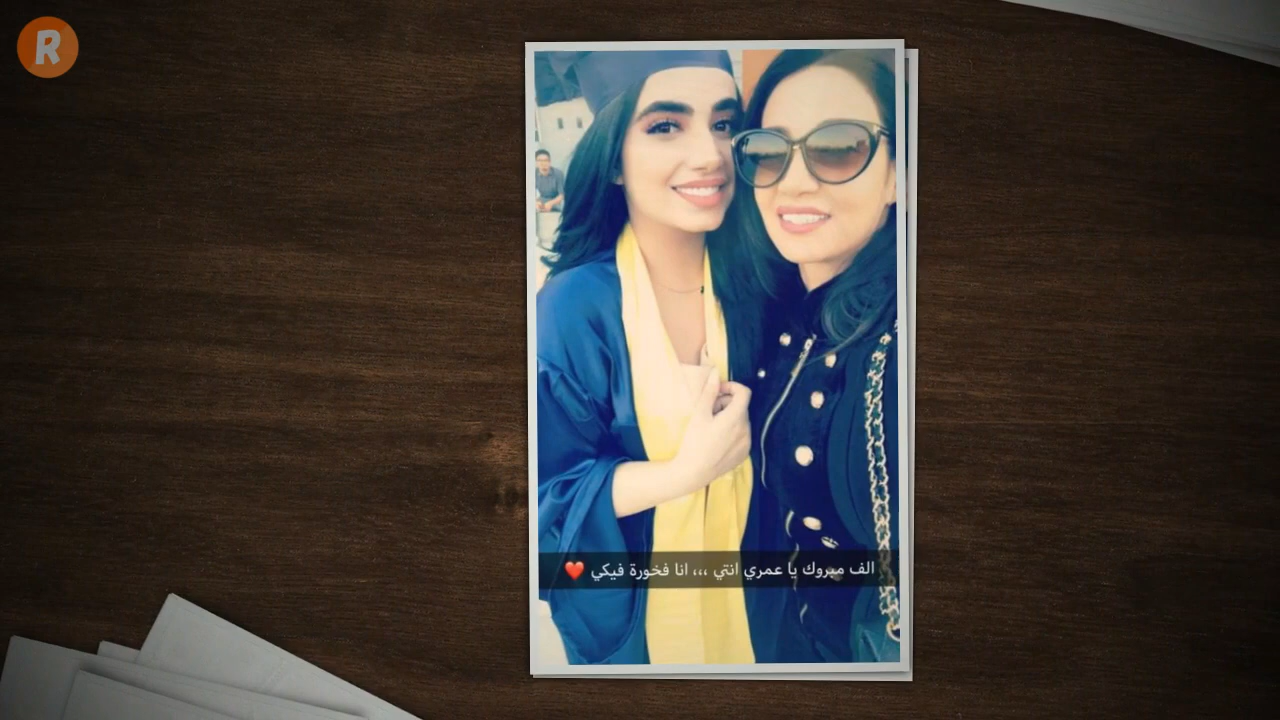 R
الف مبروك يا عمري انتي ،،، انا فخورة فيكي ❤️